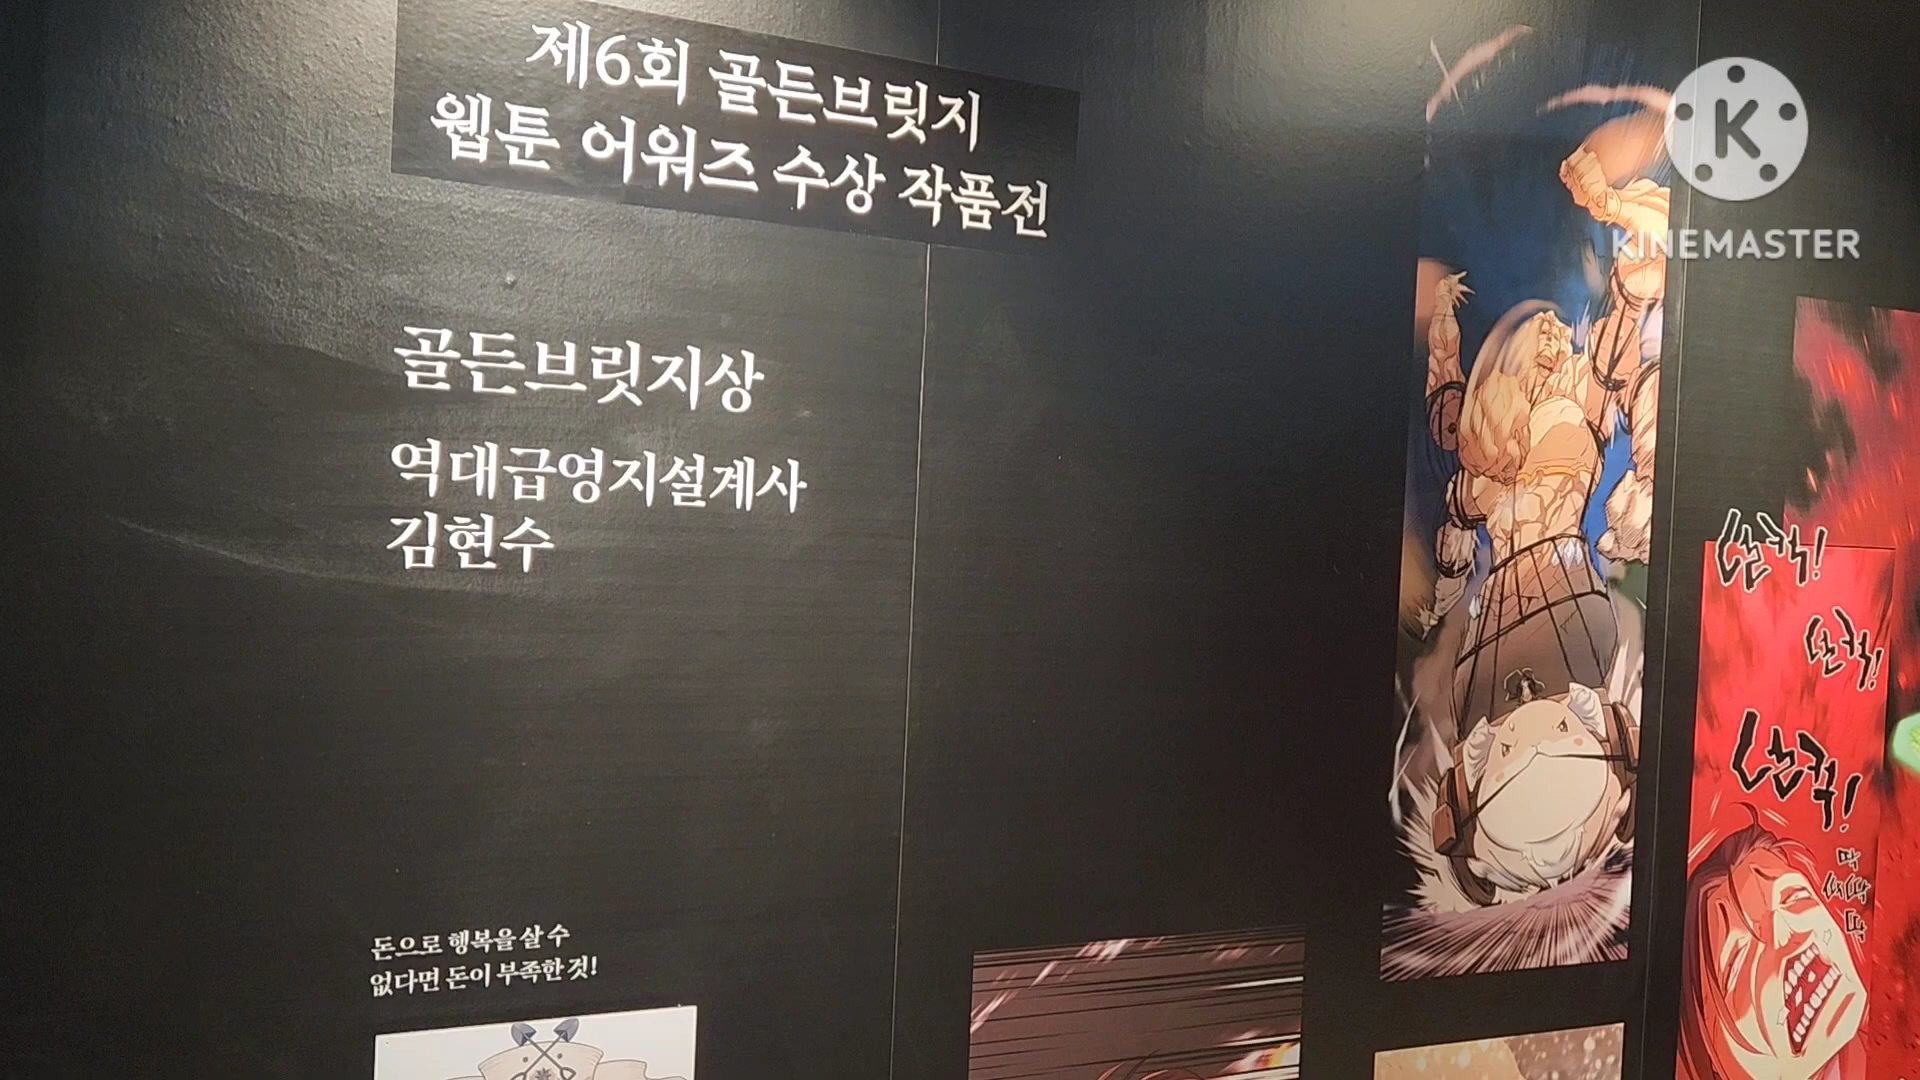 제6회 골든브릿지
웹툰 어워즈 수상 작품전
골든브릿지상
역대급영지설계사
김현수
돈으로 행복을 살 수
없다면 돈이 부족한 것!
K
KINEMASTER